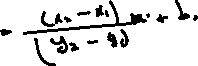 = (x₂ - x₁) / (y₂ - y₁) x + b.